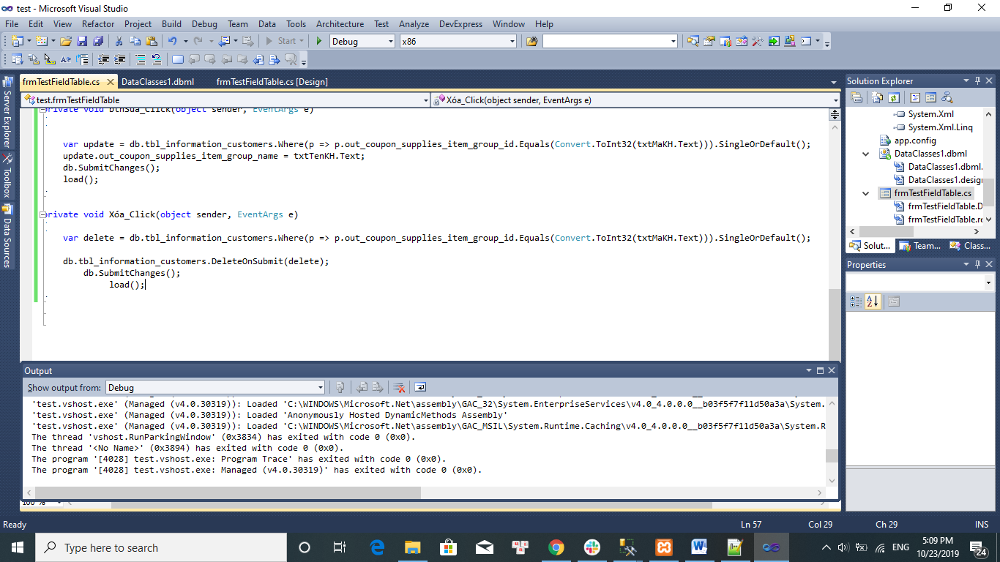 test - Microsoft Visual Studio
File Edit View Refactor Project Build Debug Team Data Tools Architecture Test Analyze DevExpress Window Help
Start Debug x86
frmTestFieldTable.cs DataClasses1.dbml frmTestFieldTable.cs [Design]
test.frmTestFieldTable Xóa_Click(object sender, EventArgs e)
rivate void btnSua_Click(object sender, EventArgs e)
var update = db.tbl_information_customers.Where(p => p.out_coupon_supplies_item_group_id.Equals(Convert.ToInt32(txtMaKH.Text))).SingleOrDefault();
update.out_coupon_supplies_item_group_name = txtTenKH.Text;
db.SubmitChanges();
load();
rivate void Xóa_Click(object sender, EventArgs e)
var delete = db.tbl_information_customers.Where(p => p.out_coupon_supplies_item_group_id.Equals(Convert.ToInt32(txtMaKH.Text))).SingleOrDefault();
db.tbl_information_customers.DeleteOnSubmit(delete);
db.SubmitChanges();
load();
Server Explorer
Toolbox
Data Sources
Solution Explorer
System.Xml
System.Xml.Linq
app.config
DataClasses1.dbml
DataClasses1.dbml.
DataClasses1.desig
frmTestFieldTable.cs
frmTestFieldTable.D
frmTestFieldTable.re
Solut... Team... Class...
Properties
Output
Show output from: Debug
'test.vshost.exe' (Managed (v4.0.30319)): Loaded 'C:\WINDOWS\Microsoft.Net\assembly\GAC_32\System.EnterpriseServices\v4.0_4.0.0.0__b03f5f7f11d50a3a\System.
'test.vshost.exe' (Managed (v4.0.30319)): Loaded 'Anonymously Hosted DynamicMethods Assembly'
'test.vshost.exe' (Managed (v4.0.30319)): Loaded 'C:\WINDOWS\Microsoft.Net\assembly\GAC_MSIL\System.Runtime.Caching\v4.0_4.0.0.0__b03f5f7f11d50a3a\System.R
The thread 'vshost.RunParkingWindow' (0x3834) has exited with code 0 (0x0).
The thread '<No Name>' (0x3894) has exited with code 0 (0x0).
The program '[4028] test.vshost.exe: Program Trace' has exited with code 0 (0x0).
The program '[4028] test.vshost.exe: Managed (v4.0.30319)' has exited with code 0 (0x0).
100 %
Ready Ln 57 Col 29 Ch 29 INS
Type here to search
ENG
5:09 PM
10/23/2019
24